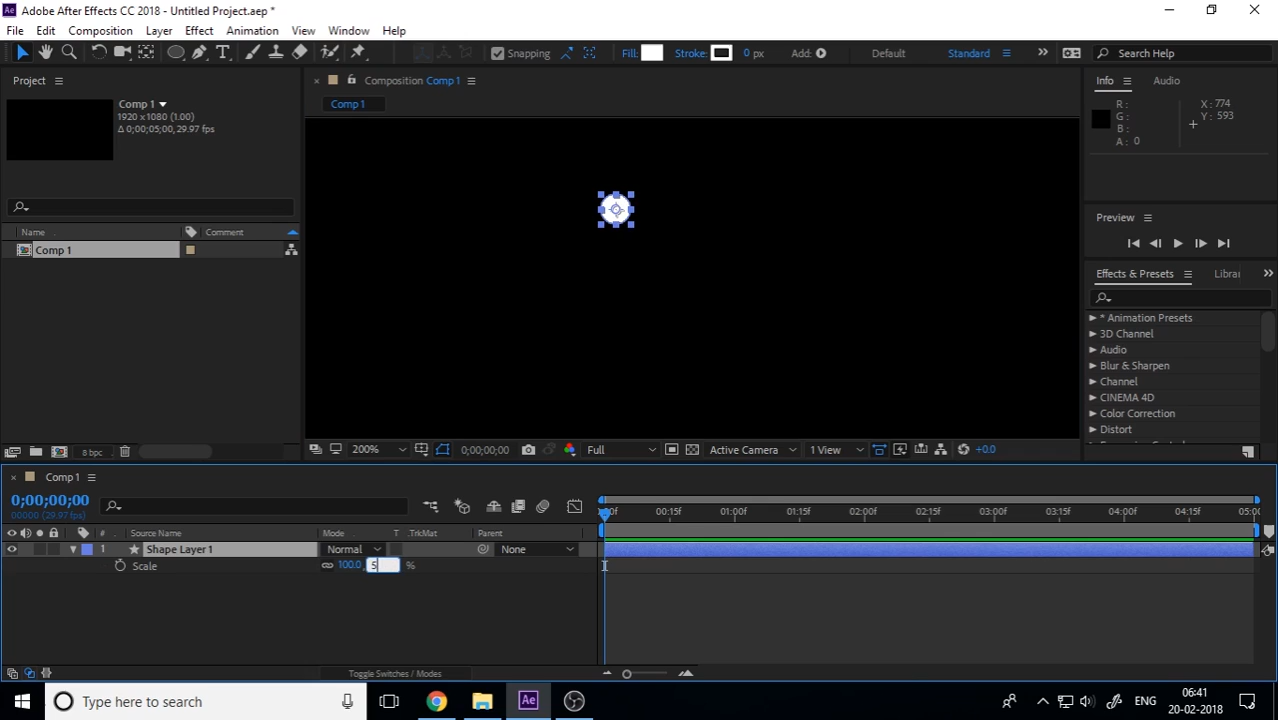 Adobe After Effects CC 2018 - Untitled Project.aep *
File Edit Composition Layer Effect Animation View Window Help
Snapping Fill: Stroke: 0 px Add: Default Standard Search Help
Project
Comp 1
1920 x 1080 (1.00)
Δ 0;00;05;00, 29.97 fps
Name Comment
Comp 1
8 bpc
Composition Comp 1
Comp 1
200% 0;00;00;00 Full Active Camera 1 View +0.0
Info Audio
R : X : 774
G : Y : 593
B :
A : 0
Preview
Effects & Presets Librar
* Animation Presets
3D Channel
Audio
Blur & Sharpen
Channel
CINEMA 4D
Color Correction
Distort
Comp 1
0;00;00;00
00000 (29.97 fps)
# Source Name Mode T .TrkMat Parent
:00f 00:15f 01:00f 01:15f 02:00f 02:15f 03:00f 03:15f 04:00f 04:15f 05:00
1 Shape Layer 1 Normal None
Scale 100.0, 5 %
Toggle Switches / Modes
Type here to search
ENG 06:41
20-02-2018